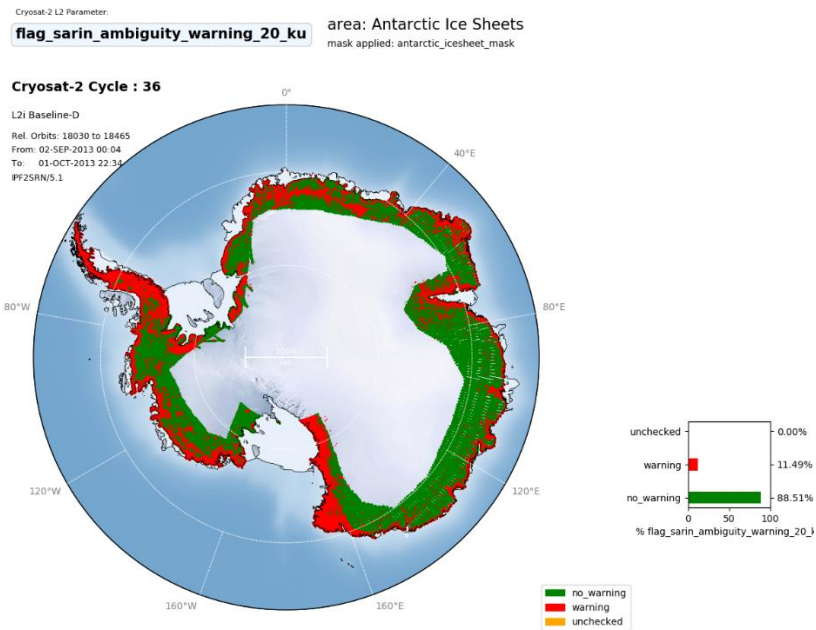 Cryosat-2 L2 Parameter:
flag_sarin_ambiguity_warning_20_ku
area: Antarctic Ice Sheets
mask applied: antarctic_icesheet_mask
Cryosat-2 Cycle : 36
L2i Baseline-D
Rel. Orbits: 18030 to 18465
From: 02-SEP-2013 00:04
To: 01-OCT-2013 22:34
IPF2SRN/5.1
0°
40°E
80°W
80°E
120°W
120°E
160°W
160°E
unchecked 0.00%
warning 11.49%
no_warning 88.51%
0 50 100
% flag_sarin_ambiguity_warning_20_k
no_warning
warning
unchecked